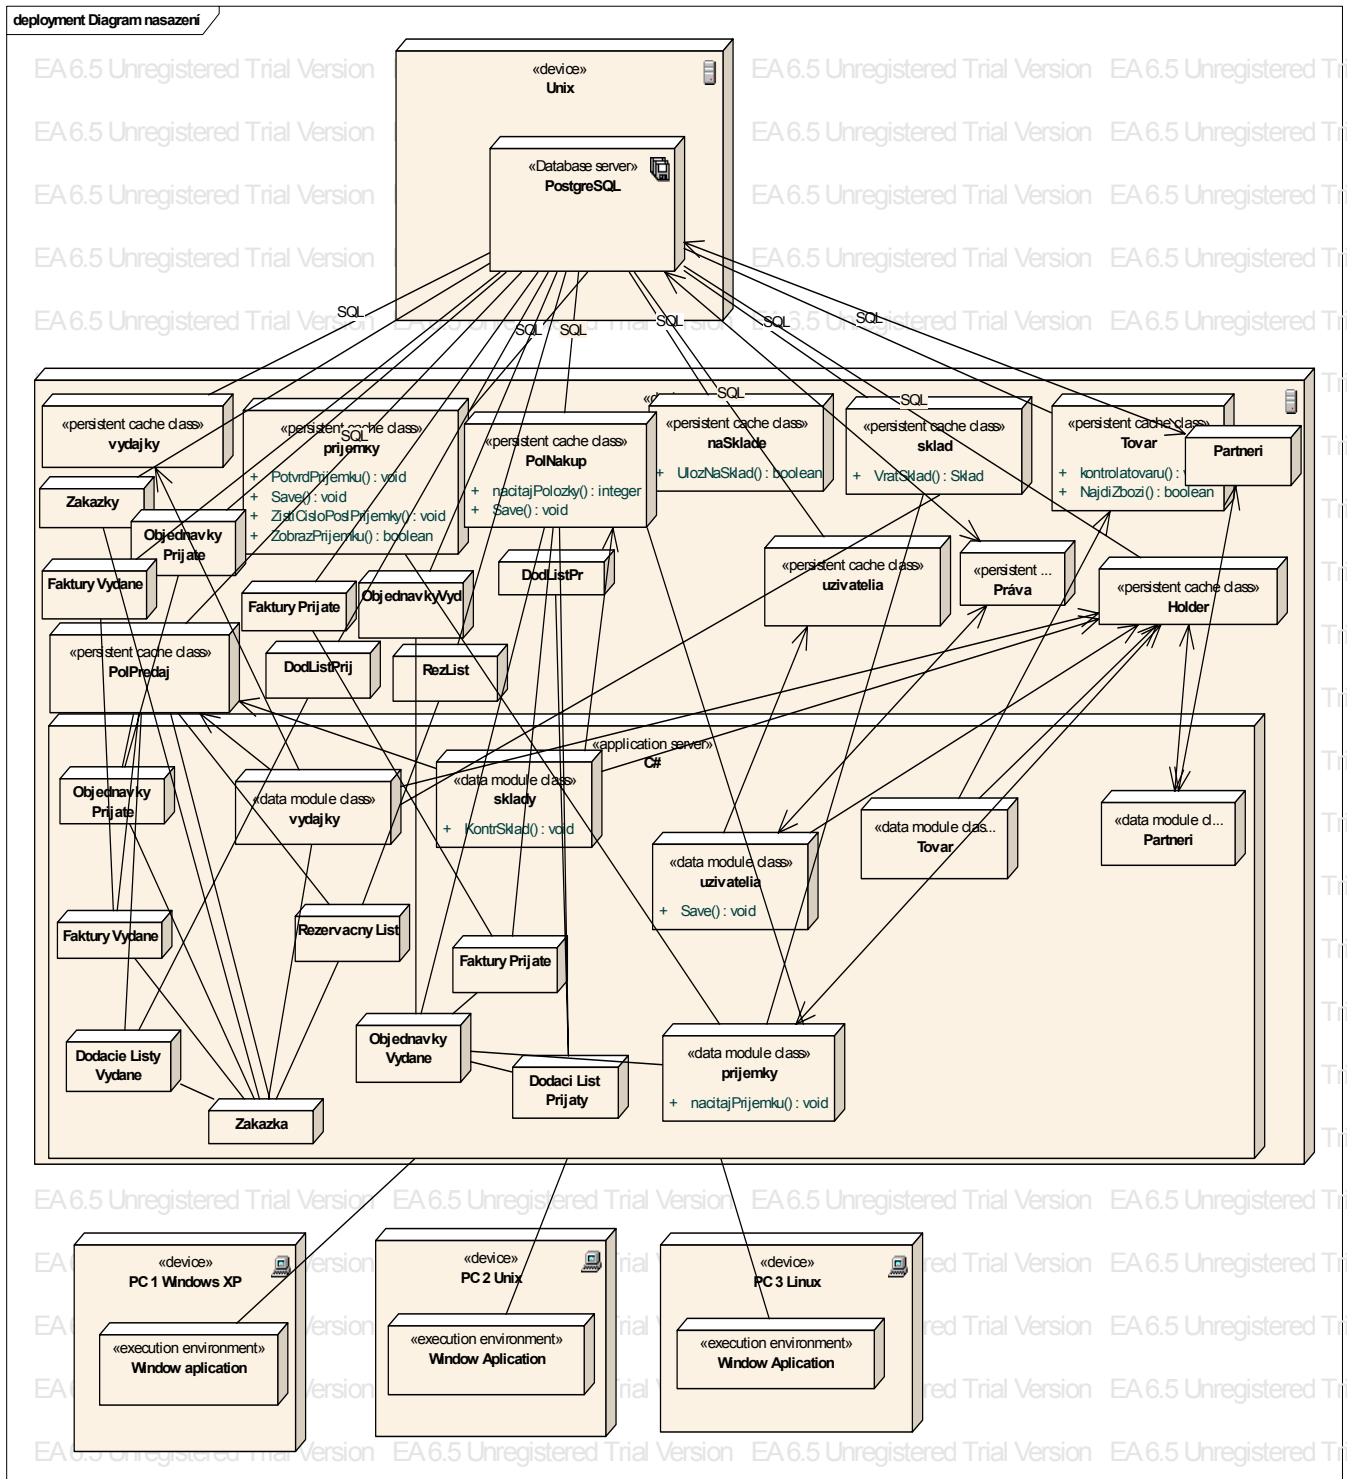 deployment Diagram nasazení
EA 6.5 Unregistered Trial Version
«device»
Unix
«Database server»
PostgreSQL
SQL
SQL
SQL
SQL
SQL
SQL
SQL
SQL
SQL
«persistent cache class»
vydajky
«persistent cache class»
prijemky
+ PotvrdPrijemku() : void
+ Save() : void
+ ZistiCisloPoslPrijemky() : void
+ ZobrazPrijemku() : boolean
«persistent cache class»
PolNakup
+ nacitajPolozky() : integer
+ Save() : void
«persistent cache class»
naSklade
+ UlozNaSklad() : boolean
«persistent cache class»
sklad
+ VratSklad() : Sklad
«persistent cache class»
Tovar
+ kontrolatovaru() :
+ NajdiZbozi() : boolean
Partneri
Zakazky
Objednavky
Prijate
Faktury Vydane
Faktury Prijate
ObjednavkyVyd
DodListPr
«persistent cache class»
uzivatelia
«persistent ...
Práva
«persistent cache class»
Holder
«persistent cache class»
PolPredaj
DodListPrij
RezList
«application server»
C#
Objednavky
Prijate
«data module class»
vydajky
«data module class»
sklady
+ KontrSklad() : void
«data module class»
uzivatelia
+ Save() : void
«data module clas...
Tovar
«data module cl...
Partneri
Faktury Vydane
Rezervacny List
Faktury Prijate
Dodacie Listy
Vydane
Objednavky
Vydane
Dodaci List
Prijaty
«data module class»
prijemky
+ nacitajPrijemku() : void
Zakazka
«device»
PC 1 Windows XP
«execution environment»
Window aplication
«device»
PC 2 Unix
«execution environment»
Window Aplication
«device»
PC 3 Linux
«execution environment»
Window Aplication